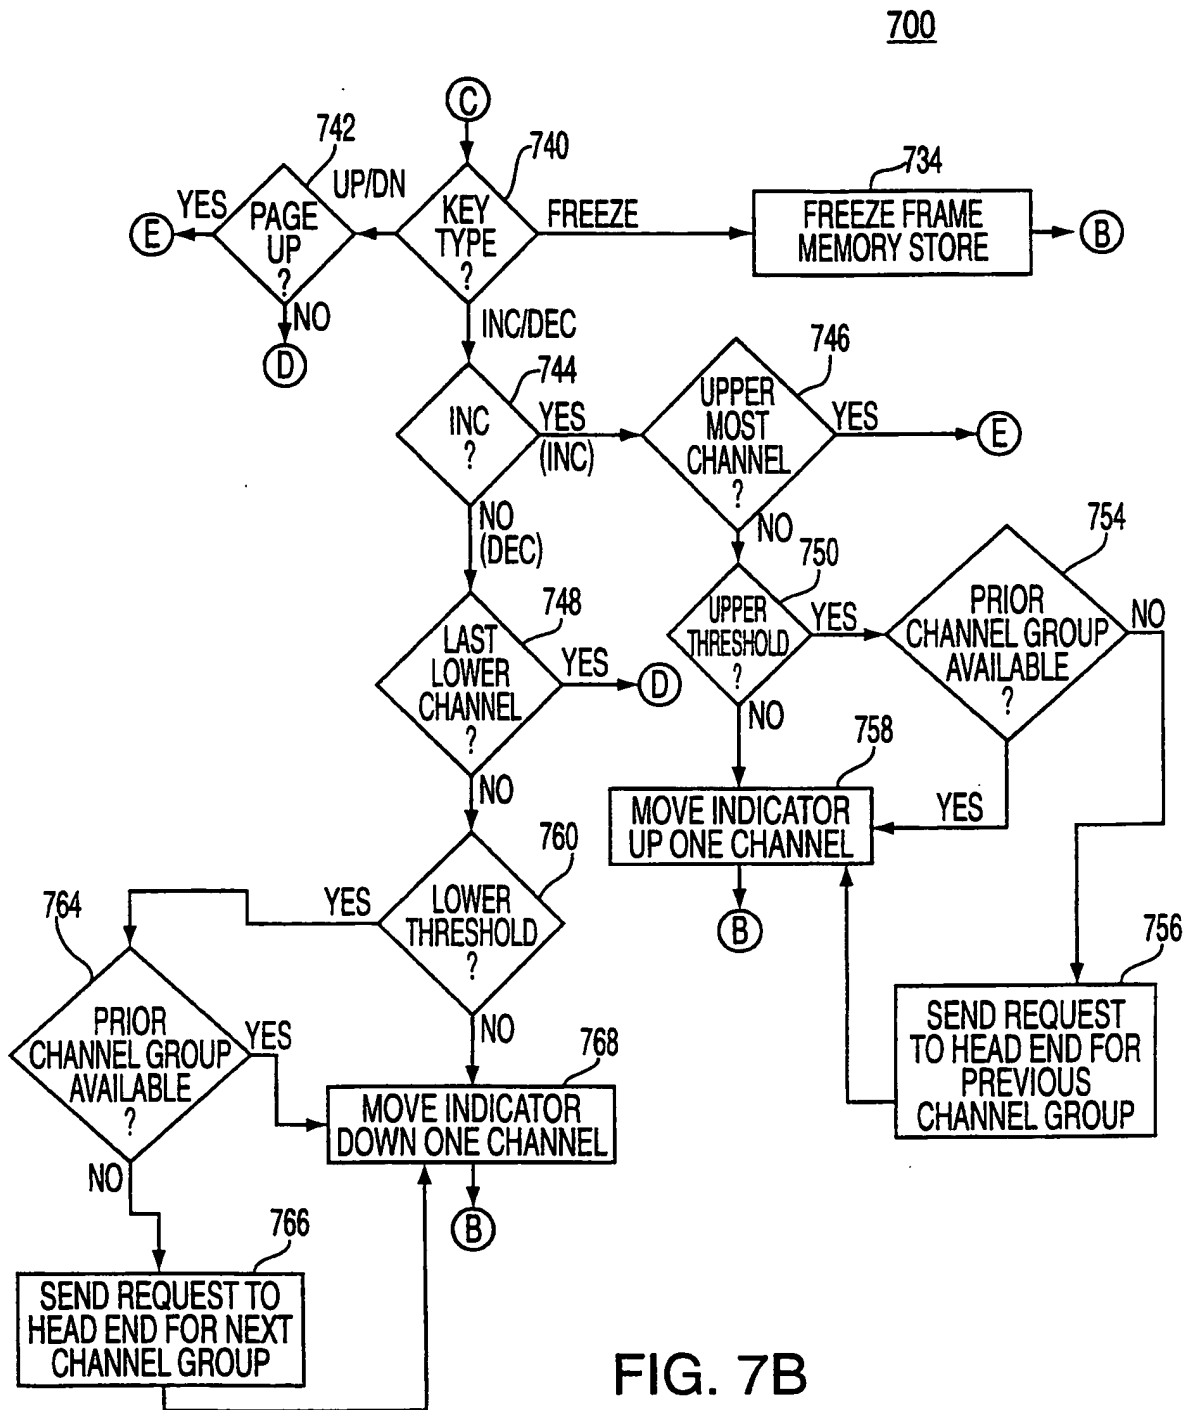 700
C
742
740
734
YES
UP/DN
PAGE
UP
?
KEY
TYPE
?
FREEZE
FREEZE FRAME
MEMORY STORE
E
B
NO
D
INC/DEC
744
746
INC
?
YES
(INC)
UPPER
MOST
CHANNEL
?
YES
E
NO
(DEC)
NO
748
750
754
LAST
LOWER
CHANNEL
?
YES
D
UPPER
THRESHOLD
?
YES
PRIOR
CHANNEL GROUP
AVAILABLE
?
NO
NO
NO
758
MOVE INDICATOR
UP ONE CHANNEL
YES
B
760
LOWER
THRESHOLD
?
YES
764
756
PRIOR
CHANNEL GROUP
AVAILABLE
?
YES
NO
SEND REQUEST
TO HEAD END FOR
PREVIOUS
CHANNEL GROUP
768
MOVE INDICATOR
DOWN ONE CHANNEL
NO
B
766
SEND REQUEST TO
HEAD END FOR NEXT
CHANNEL GROUP
FIG. 7B